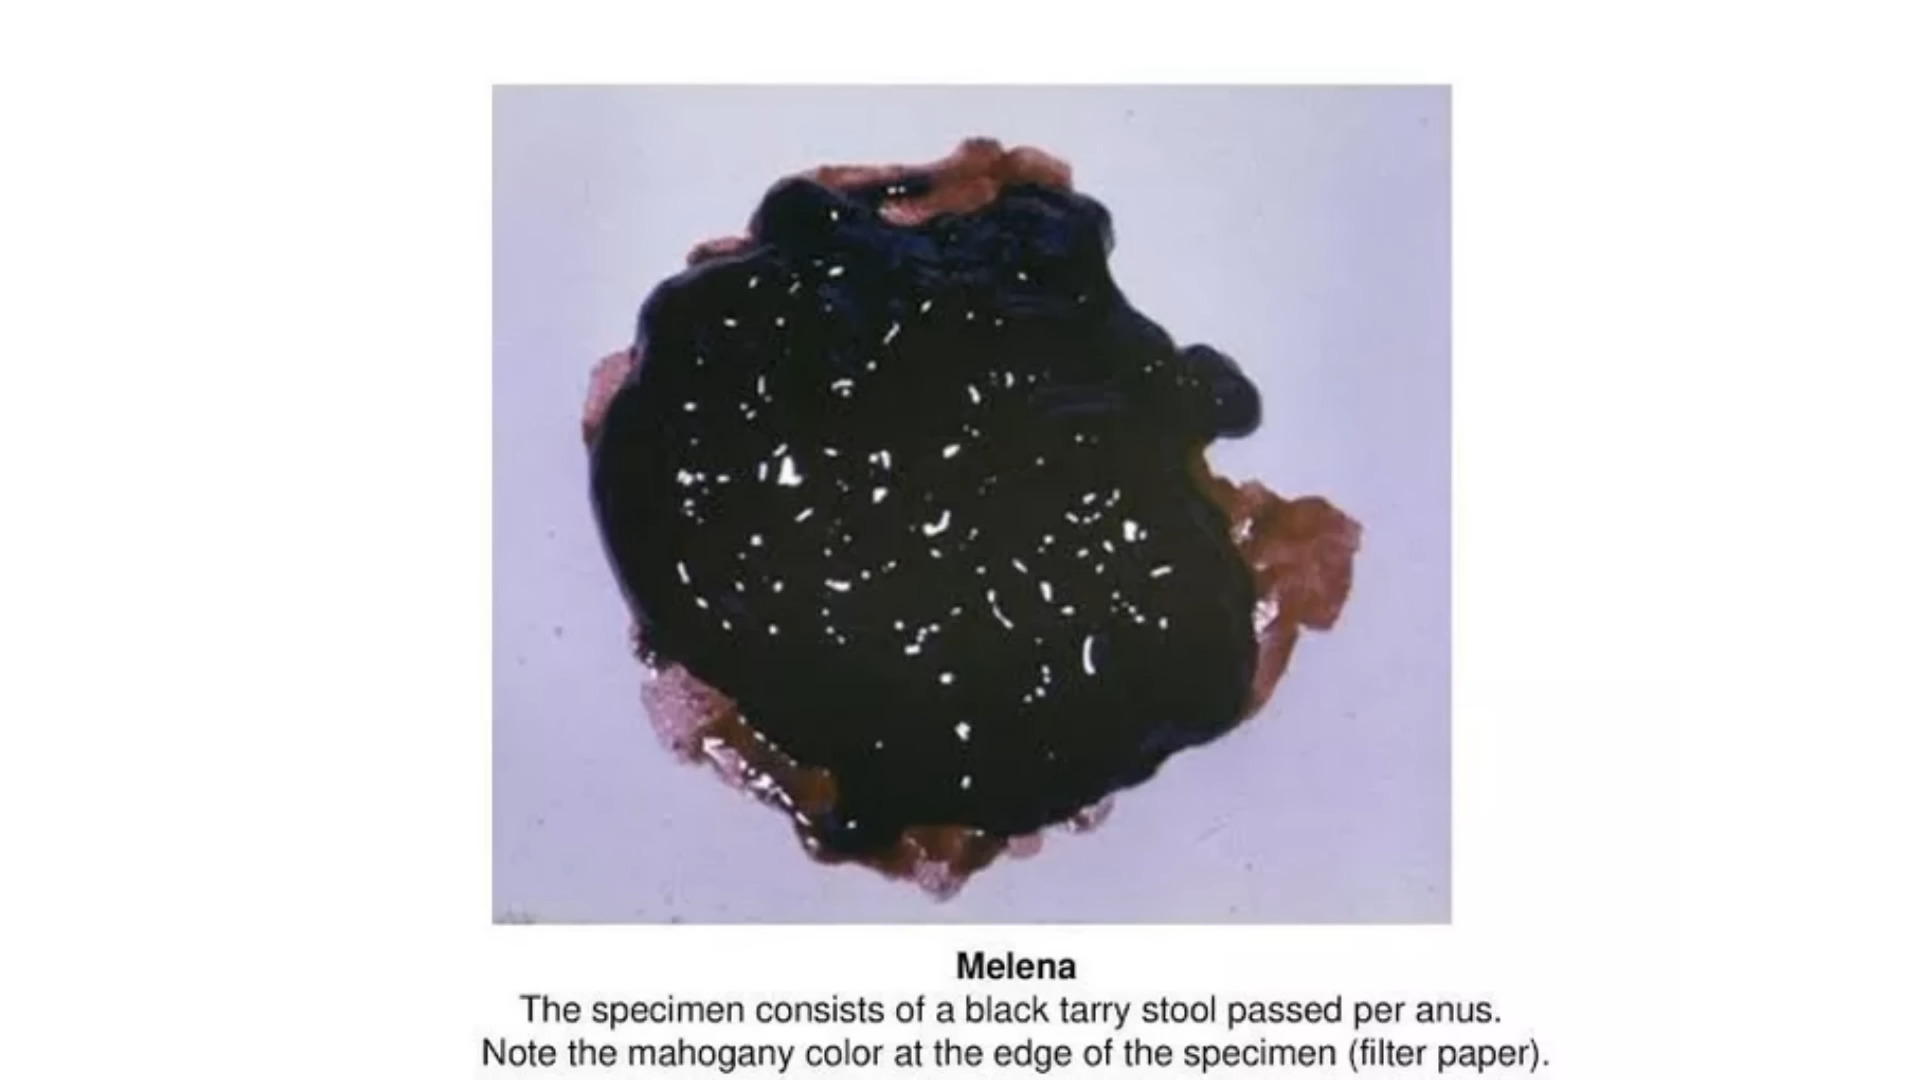 Melena
The specimen consists of a black tarry stool passed per anus.
Note the mahogany color at the edge of the specimen (filter paper).